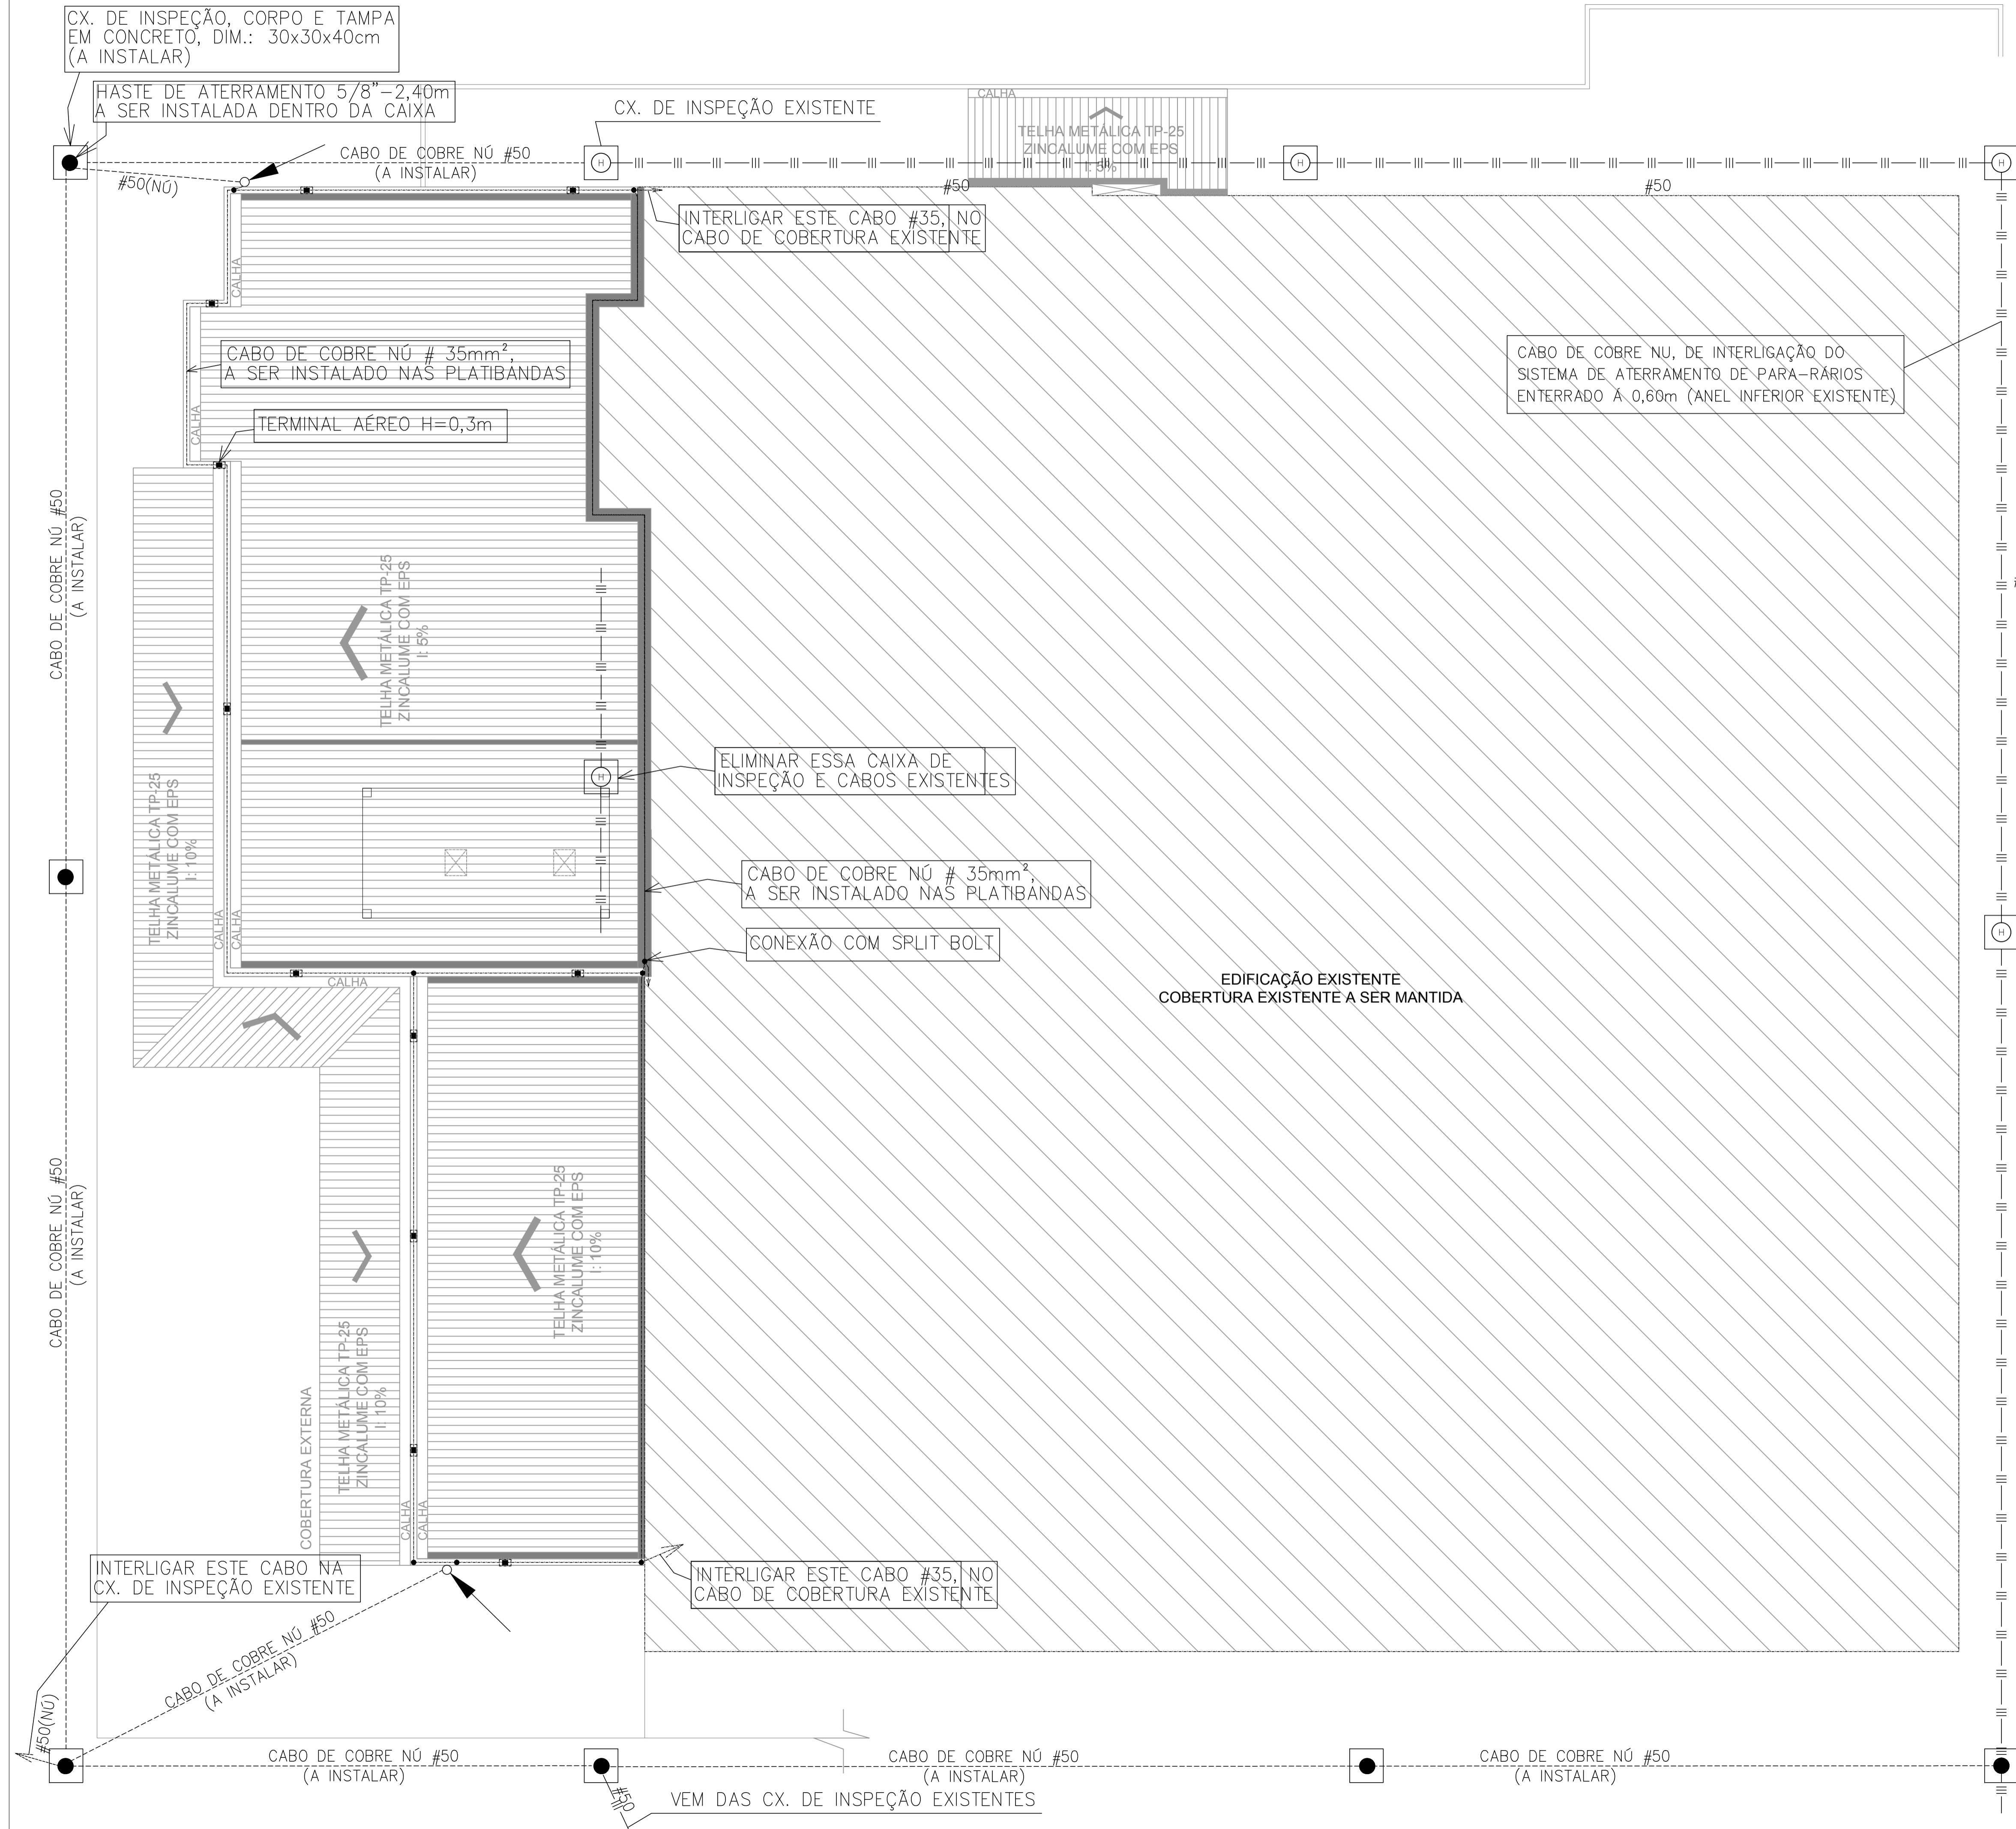 CX. DE INSPEÇÃO, CORPO E TAMPA
EM CONCRETO, DIM.: 30x30x40cm
(A INSTALAR)
HASTE DE ATERRAMENTO 5/8"-2,40m
A SER INSTALADA DENTRO DA CAIXA
CX. DE INSPEÇÃO EXISTENTE
CALHA
TELHA METÁLICA TP-25
ZINCALUME COM EPS
I: 5%
CABO DE COBRE NÚ #50
(A INSTALAR)
H
H
H
#50(NÚ)
#50
#50
INTERLIGAR ESTE CABO #35, NO
CABO DE COBERTURA EXISTENTE
CALHA
CABO DE COBRE NÚ # 35mm²,
A SER INSTALADO NAS PLATIBANDAS
CABO DE COBRE NU, DE INTERLIGAÇÃO DO
SISTEMA DE ATERRAMENTO DE PARA-RÁRIOS
ENTERRADO Á 0,60m (ANEL INFERIOR EXISTENTE)
CALHA
TERMINAL AÉREO H=0,3m
CABO DE COBRE NÚ #50
(A INSTALAR)
TELHA METÁLICA TP-25
ZINCALUME COM EPS
I: 5%
ELIMINAR ESSA CAIXA DE
INSPEÇÃO E CABOS EXISTENTES
H
TELHA METÁLICA TP-25
ZINCALUME COM EPS
I: 10%
CABO DE COBRE NÚ # 35mm²,
A SER INSTALADO NAS PLATIBANDAS
CALHA
CALHA
CONEXÃO COM SPLIT BOLT
H
CALHA
EDIFICAÇÃO EXISTENTE
COBERTURA EXISTENTE A SER MANTIDA
CABO DE COBRE NÚ #50
(A INSTALAR)
TELHA METÁLICA TP-25
ZINCALUME COM EPS
I: 10%
COBERTURA EXTERNA
TELHA METÁLICA TP-25
ZINCALUME COM EPS
I: 10%
CALHA
CALHA
INTERLIGAR ESTE CABO NA
CX. DE INSPEÇÃO EXISTENTE
INTERLIGAR ESTE CABO #35, NO
CABO DE COBERTURA EXISTENTE
CABO DE COBRE NÚ #50
(A INSTALAR)
#50(NÚ)
CABO DE COBRE NÚ #50
(A INSTALAR)
CABO DE COBRE NÚ #50
(A INSTALAR)
CABO DE COBRE NÚ #50
(A INSTALAR)
#50
VEM DAS CX. DE INSPEÇÃO EXISTENTES